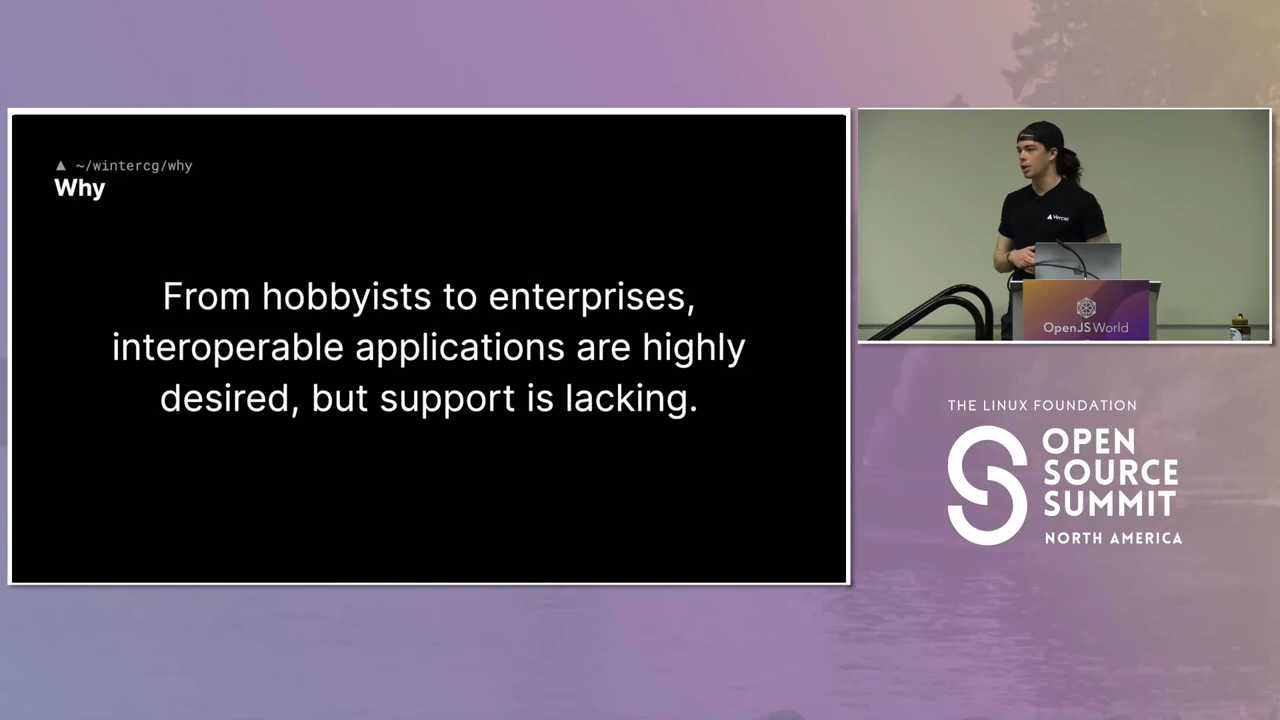 ▲ ~/wintercg/why
Why
From hobbyists to enterprises,
interoperable applications are highly
desired, but support is lacking.
▲Vercel
OpenJS World
THE LINUX FOUNDATION
OPEN
SOURCE
SUMMIT
NORTH AMERICA